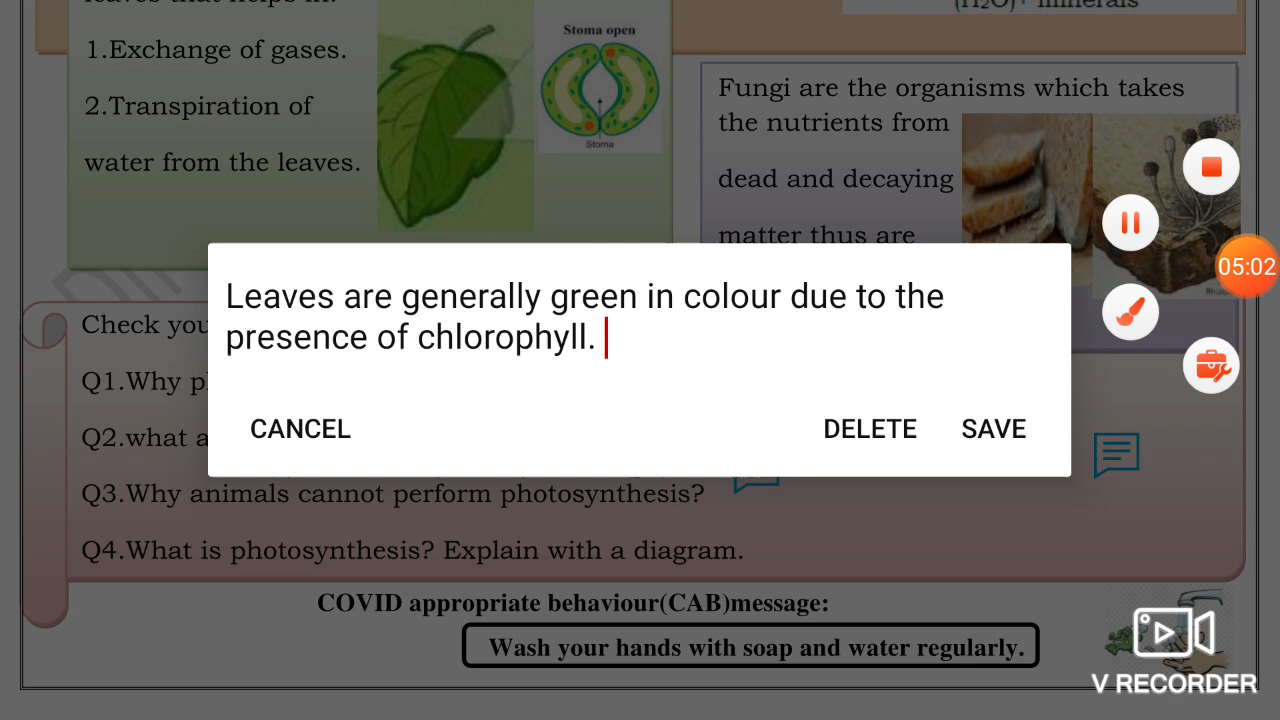 leaves that helps in:
1.Exchange of gases.
2.Transpiration of
water from the leaves.
Stoma open
Stoma
(H2O)+ minerals
Fungi are the organisms which takes
the nutrients from
dead and decaying
matter thus are
05:02
Leaves are generally green in colour due to the
presence of chlorophyll.
CANCEL
DELETE
SAVE
Check you
Q1.Why p
Q2.what a
Q3.Why animals cannot perform photosynthesis?
Q4.What is photosynthesis? Explain with a diagram.
COVID appropriate behaviour(CAB)message:
Wash your hands with soap and water regularly.
V RECORDER